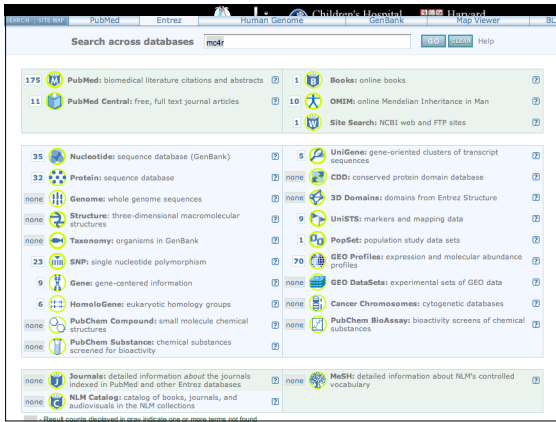 Children's Hospital Harvard
SEARCH | SITE MAP PubMed Entrez Human Genome GenBank Map Viewer BL
Search across databases mc4r GO CLEAR Help
175 PubMed: biomedical literature citations and abstracts ?
11 PubMed Central: free, full text journal articles ?
1 Books: online books ?
10 OMIM: online Mendelian Inheritance in Man ?
1 Site Search: NCBI web and FTP sites ?
35 Nucleotide: sequence database (GenBank) ?
32 Protein: sequence database ?
none Genome: whole genome sequences ?
none Structure: three-dimensional macromolecular
structures ?
none Taxonomy: organisms in GenBank ?
23 SNP: single nucleotide polymorphism ?
9 Gene: gene-centered information ?
6 HomoloGene: eukaryotic homology groups ?
none PubChem Compound: small molecule chemical
structures ?
none PubChem Substance: chemical substances
screened for bioactivity ?
5 UniGene: gene-oriented clusters of transcript
sequences ?
none CDD: conserved protein domain database ?
none 3D Domains: domains from Entrez Structure ?
9 UniSTS: markers and mapping data ?
1 PopSet: population study data sets ?
70 GEO Profiles: expression and molecular abundance
profiles ?
none GEO DataSets: experimental sets of GEO data ?
none Cancer Chromosomes: cytogenetic databases ?
none PubChem BioAssay: bioactivity screens of chemical
substances ?
none Journals: detailed information about the journals
indexed in PubMed and other Entrez databases ?
none NLM Catalog: catalog of books, journals, and
audiovisuals in the NLM collections ?
none MeSH: detailed information about NLM's controlled
vocabulary ?
- Result counts displayed in gray indicate one or more terms not found